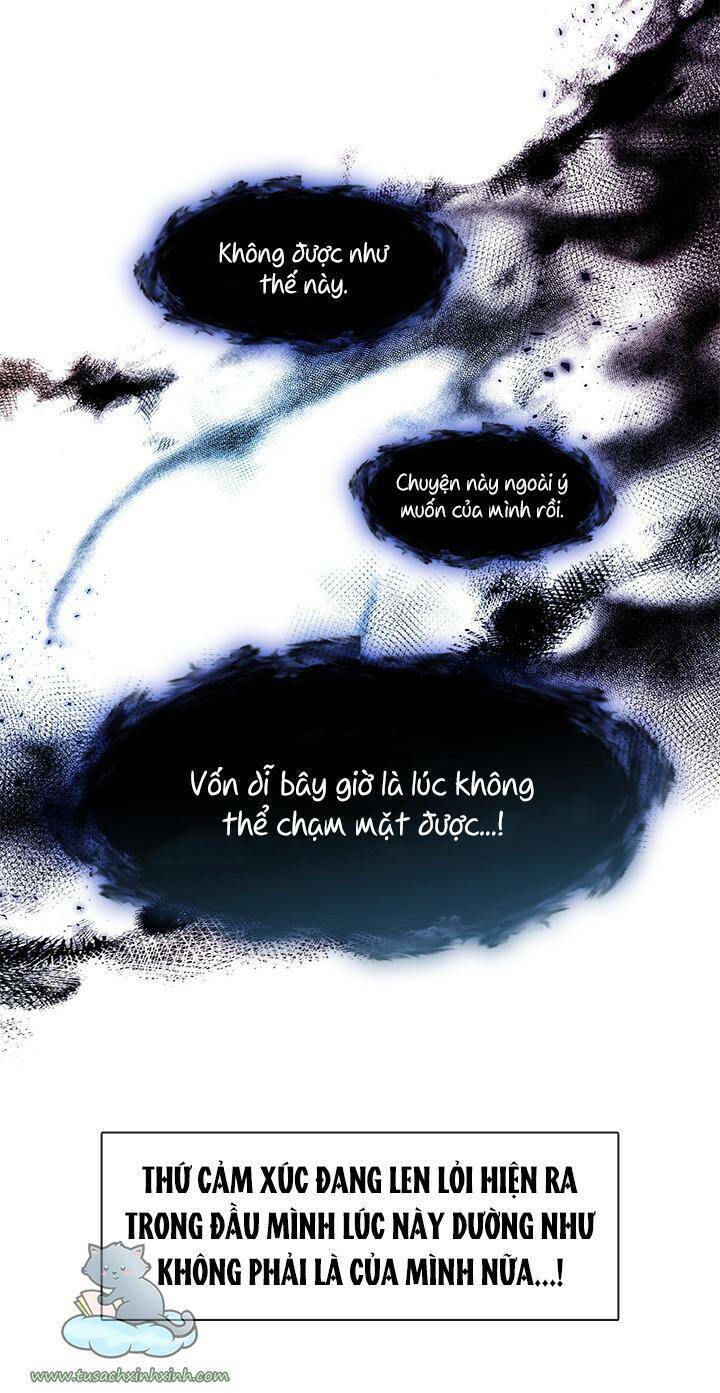 Không được như
thế này.
Chuyện này ngoài ý
muốn của mình rồi.
Vốn dĩ bây giờ là lúc không
thể chạm mặt được...!
THỨ CẢM XÚC ĐANG LEN LỎI HIỆN RA
TRONG ĐẦU MÌNH LÚC NÀY DƯỜNG NHƯ
KHÔNG PHẢI LÀ CỦA MÌNH NỮA...!
www.tusachxinhxinh.com